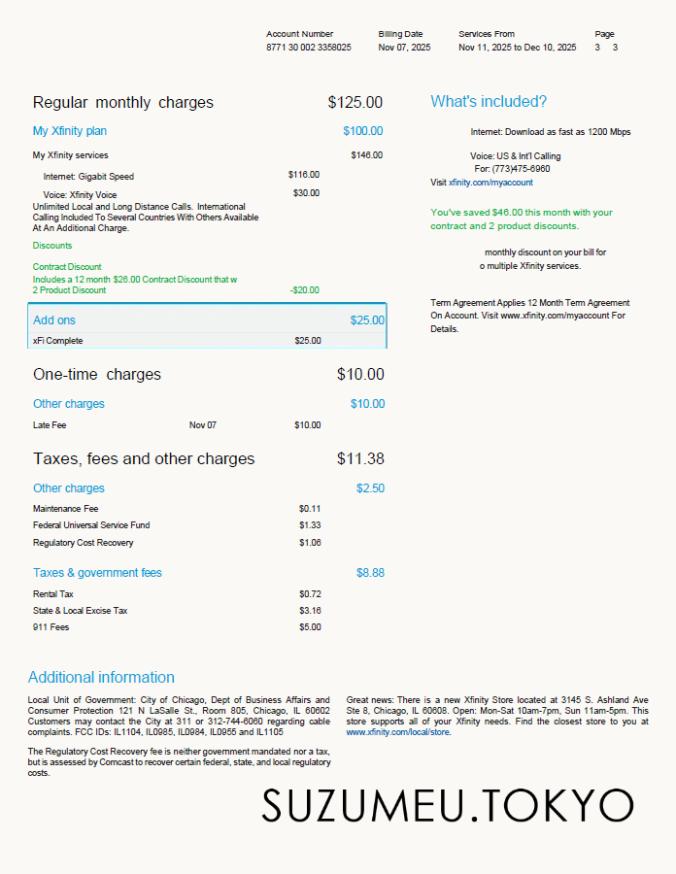 Account Number Billing Date Services From Page
8771 30 002 3358025 Nov 07, 2025 Nov 11, 2025 to Dec 10, 2025 3 3
Regular monthly charges $125.00
My Xfinity plan $100.00
My Xfinity services $146.00
Internet: Gigabit Speed $116.00
Voice: Xfinity Voice $30.00
Unlimited Local and Long Distance Calls. International
Calling Included To Several Countries With Others Available
At An Additional Charge.
Discounts
Contract Discount
Includes a 12 month $26.00 Contract Discount that w
2 Product Discount -$20.00
Add ons $25.00
xFi Complete $25.00
One-time charges $10.00
Other charges $10.00
Late Fee Nov 07 $10.00
Taxes, fees and other charges $11.38
Other charges $2.50
Maintenance Fee $0.11
Federal Universal Service Fund $1.33
Regulatory Cost Recovery $1.06
Taxes & government fees $8.88
Rental Tax $0.72
State & Local Excise Tax $3.16
911 Fees $5.00
What's included?
Internet: Download as fast as 1200 Mbps
Voice: US & Int'l Calling
For: (773)475-6960
Visit xfinity.com/myaccount
You've saved $46.00 this month with your
contract and 2 product discounts.
monthly discount on your bill for
o multiple Xfinity services.
Term Agreement Applies 12 Month Term Agreement
On Account. Visit www.xfinity.com/myaccount For
Details.
Additional information
Local Unit of Government: City of Chicago, Dept of Business Affairs and
Consumer Protection 121 N LaSalle St., Room 805, Chicago, IL 60602
Customers may contact the City at 311 or 312-744-6060 regarding cable
complaints. FCC IDs: IL1104, IL0985, IL0984, IL0955 and IL1105
The Regulatory Cost Recovery fee is neither government mandated nor a tax,
but is assessed by Comcast to recover certain federal, state, and local regulatory
costs.
Great news: There is a new Xfinity Store located at 3145 S. Ashland Ave
Ste 8, Chicago, IL 60608. Open: Mon-Sat 10am-7pm, Sun 11am-5pm. This
store supports all of your Xfinity needs. Find the closest store to you at
www.xfinity.com/local/store.
SUZUMEU.TOKYO